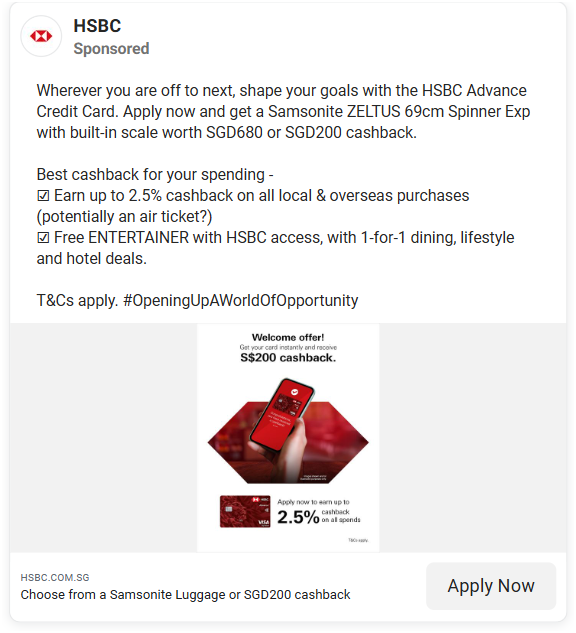 HSBC
Sponsored
Wherever you are off to next, shape your goals with the HSBC Advance
Credit Card. Apply now and get a Samsonite ZELTUS 69cm Spinner Exp
with built-in scale worth SGD680 or SGD200 cashback.
Best cashback for your spending -
☑ Earn up to 2.5% cashback on all local & overseas purchases
(potentially an air ticket?)
☑ Free ENTERTAINER with HSBC access, with 1-for-1 dining, lifestyle
and hotel deals.
T&Cs apply. #OpeningUpAWorldOfOpportunity
Welcome offer!
Get your card instantly and receive
S$200 cashback.
HSBC
VISA
Apply now to earn up to
2.5% cashback
on all spends
T&Cs apply.
HSBC.COM.SG
Choose from a Samsonite Luggage or SGD200 cashback
Apply Now